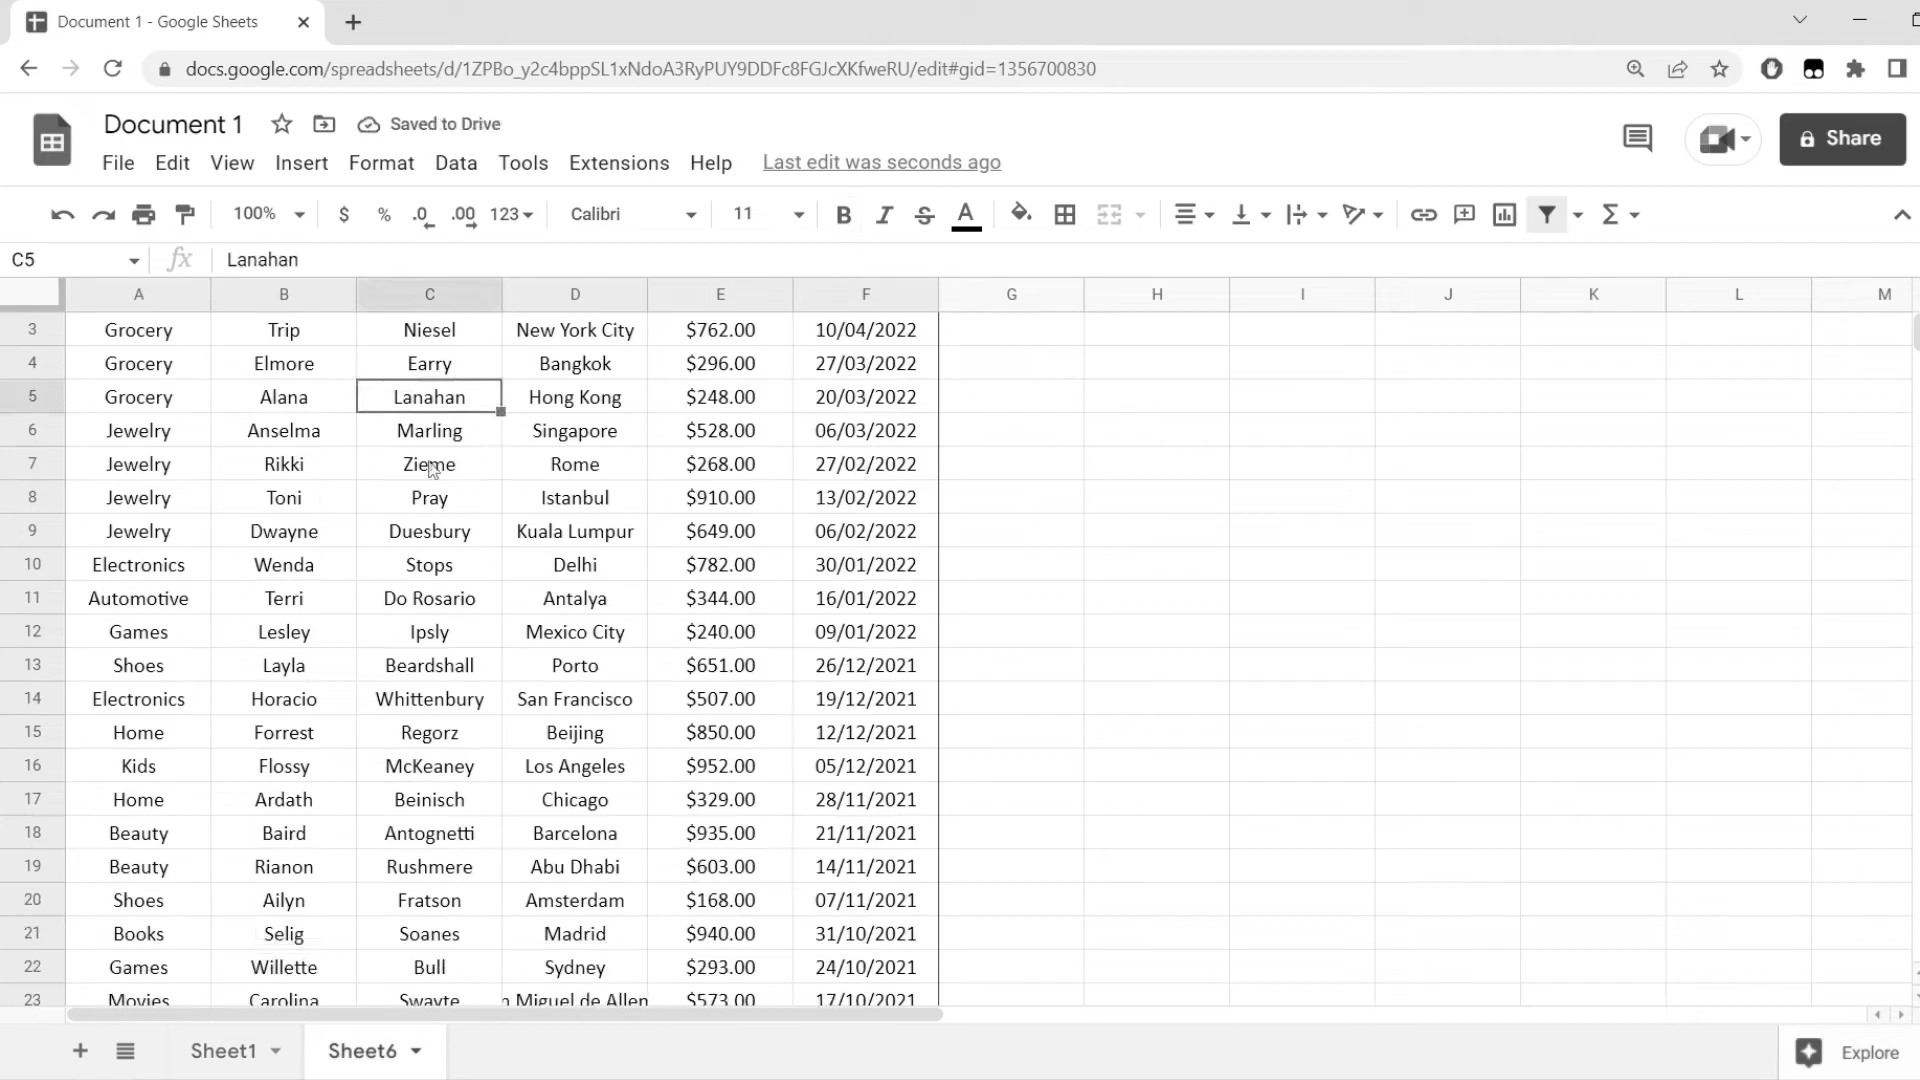 Document 1 - Google Sheets
docs.google.com/spreadsheets/d/1ZPBo_y2c4bppSL1xNdoA3RyPUY9DDFc8FGJcXKfweRU/edit#gid=1356700830
Document 1 Saved to Drive
File Edit View Insert Format Data Tools Extensions Help Last edit was seconds ago
Share
100% $ % .0 .00 123 Calibri 11 B I S A Σ
C5 fx Lanahan
A B C D E F G H I J K L M
3 Grocery Trip Niesel New York City $762.00 10/04/2022
4 Grocery Elmore Earry Bangkok $296.00 27/03/2022
5 Grocery Alana Lanahan Hong Kong $248.00 20/03/2022
6 Jewelry Anselma Marling Singapore $528.00 06/03/2022
7 Jewelry Rikki Zieme Rome $268.00 27/02/2022
8 Jewelry Toni Pray Istanbul $910.00 13/02/2022
9 Jewelry Dwayne Duesbury Kuala Lumpur $649.00 06/02/2022
10 Electronics Wenda Stops Delhi $782.00 30/01/2022
11 Automotive Terri Do Rosario Antalya $344.00 16/01/2022
12 Games Lesley Ipsly Mexico City $240.00 09/01/2022
13 Shoes Layla Beardshall Porto $651.00 26/12/2021
14 Electronics Horacio Whittenbury San Francisco $507.00 19/12/2021
15 Home Forrest Regorz Beijing $850.00 12/12/2021
16 Kids Flossy McKeaney Los Angeles $952.00 05/12/2021
17 Home Ardath Beinisch Chicago $329.00 28/11/2021
18 Beauty Baird Antognetti Barcelona $935.00 21/11/2021
19 Beauty Rianon Rushmere Abu Dhabi $603.00 14/11/2021
20 Shoes Ailyn Fratson Amsterdam $168.00 07/11/2021
21 Books Selig Soanes Madrid $940.00 31/10/2021
22 Games Willette Bull Sydney $293.00 24/10/2021
23 Movies Carolina Swayte n Miguel de Allen $573.00 17/10/2021
Sheet1 Sheet6 Explore